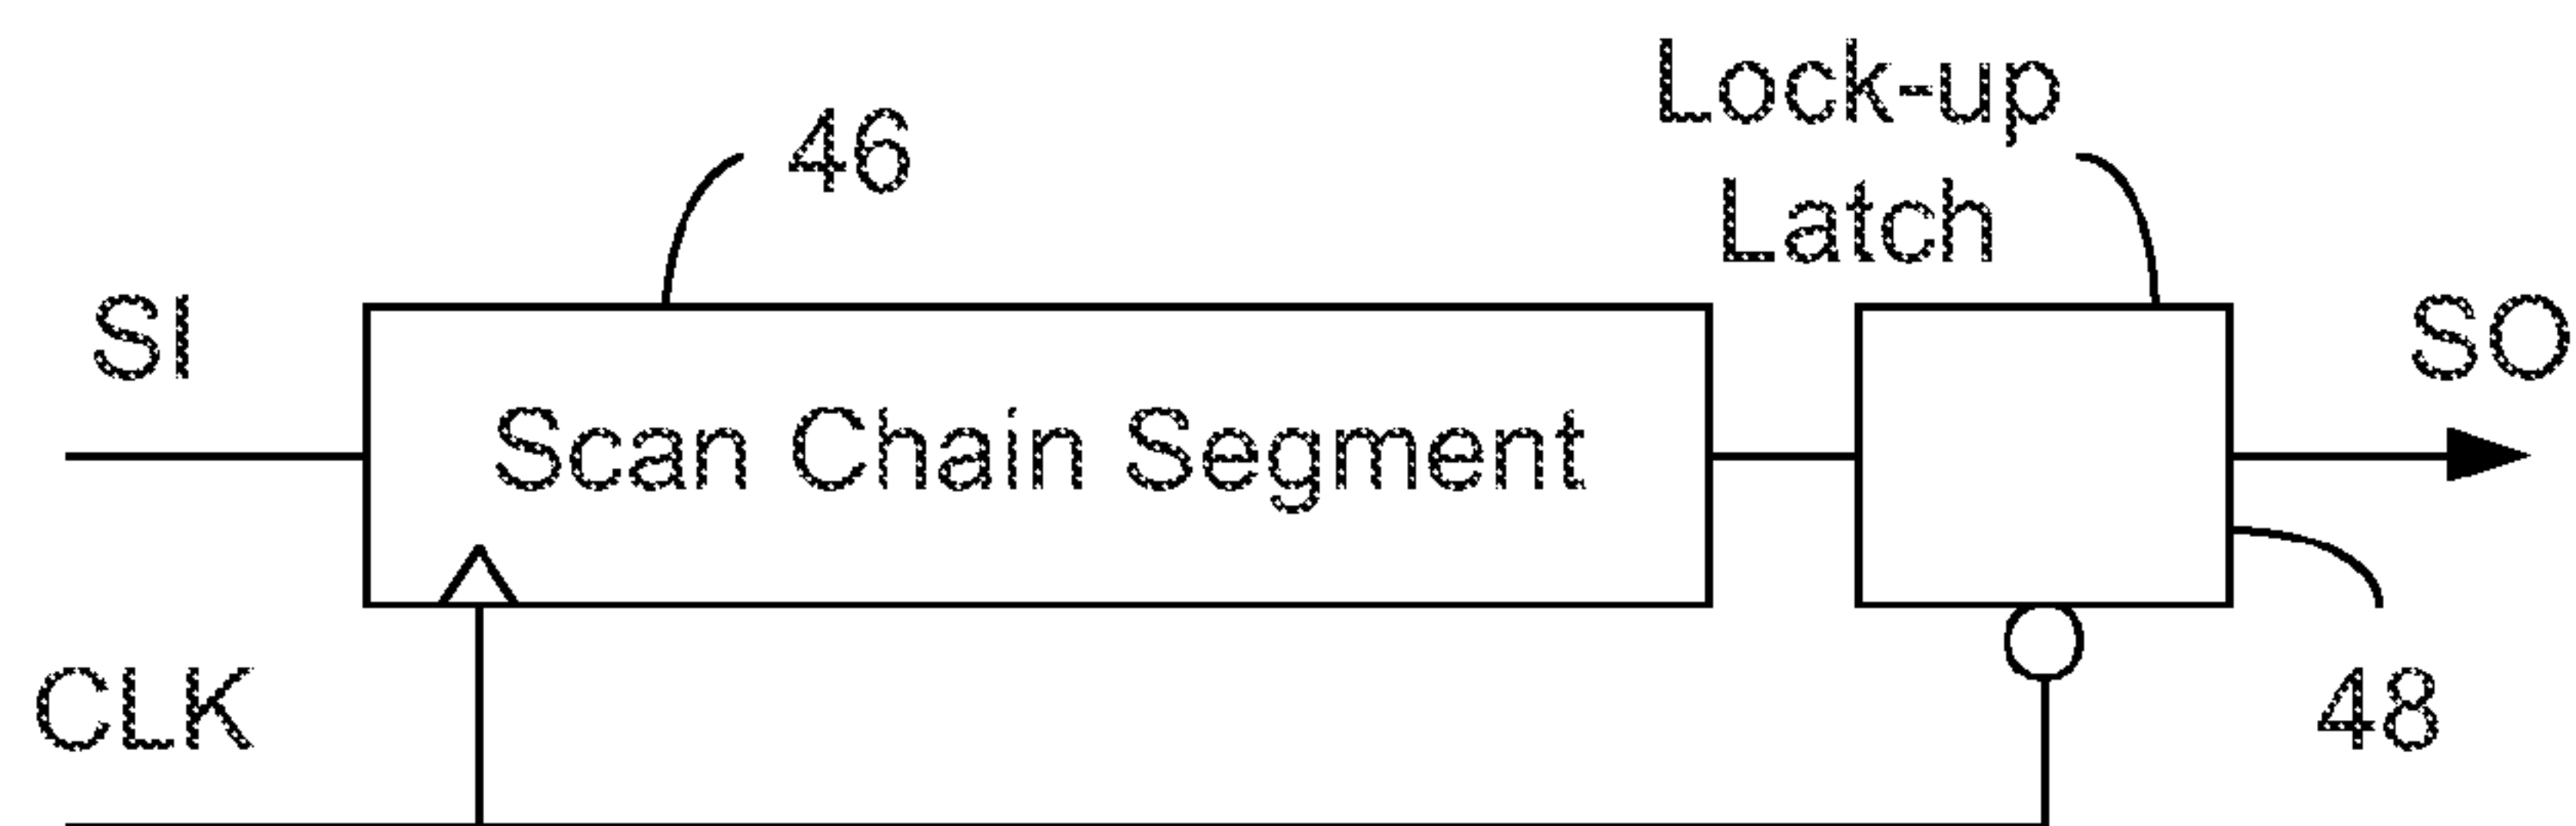 Lock-up
Latch
46
SI
SO
Scan Chain Segment
CLK
48